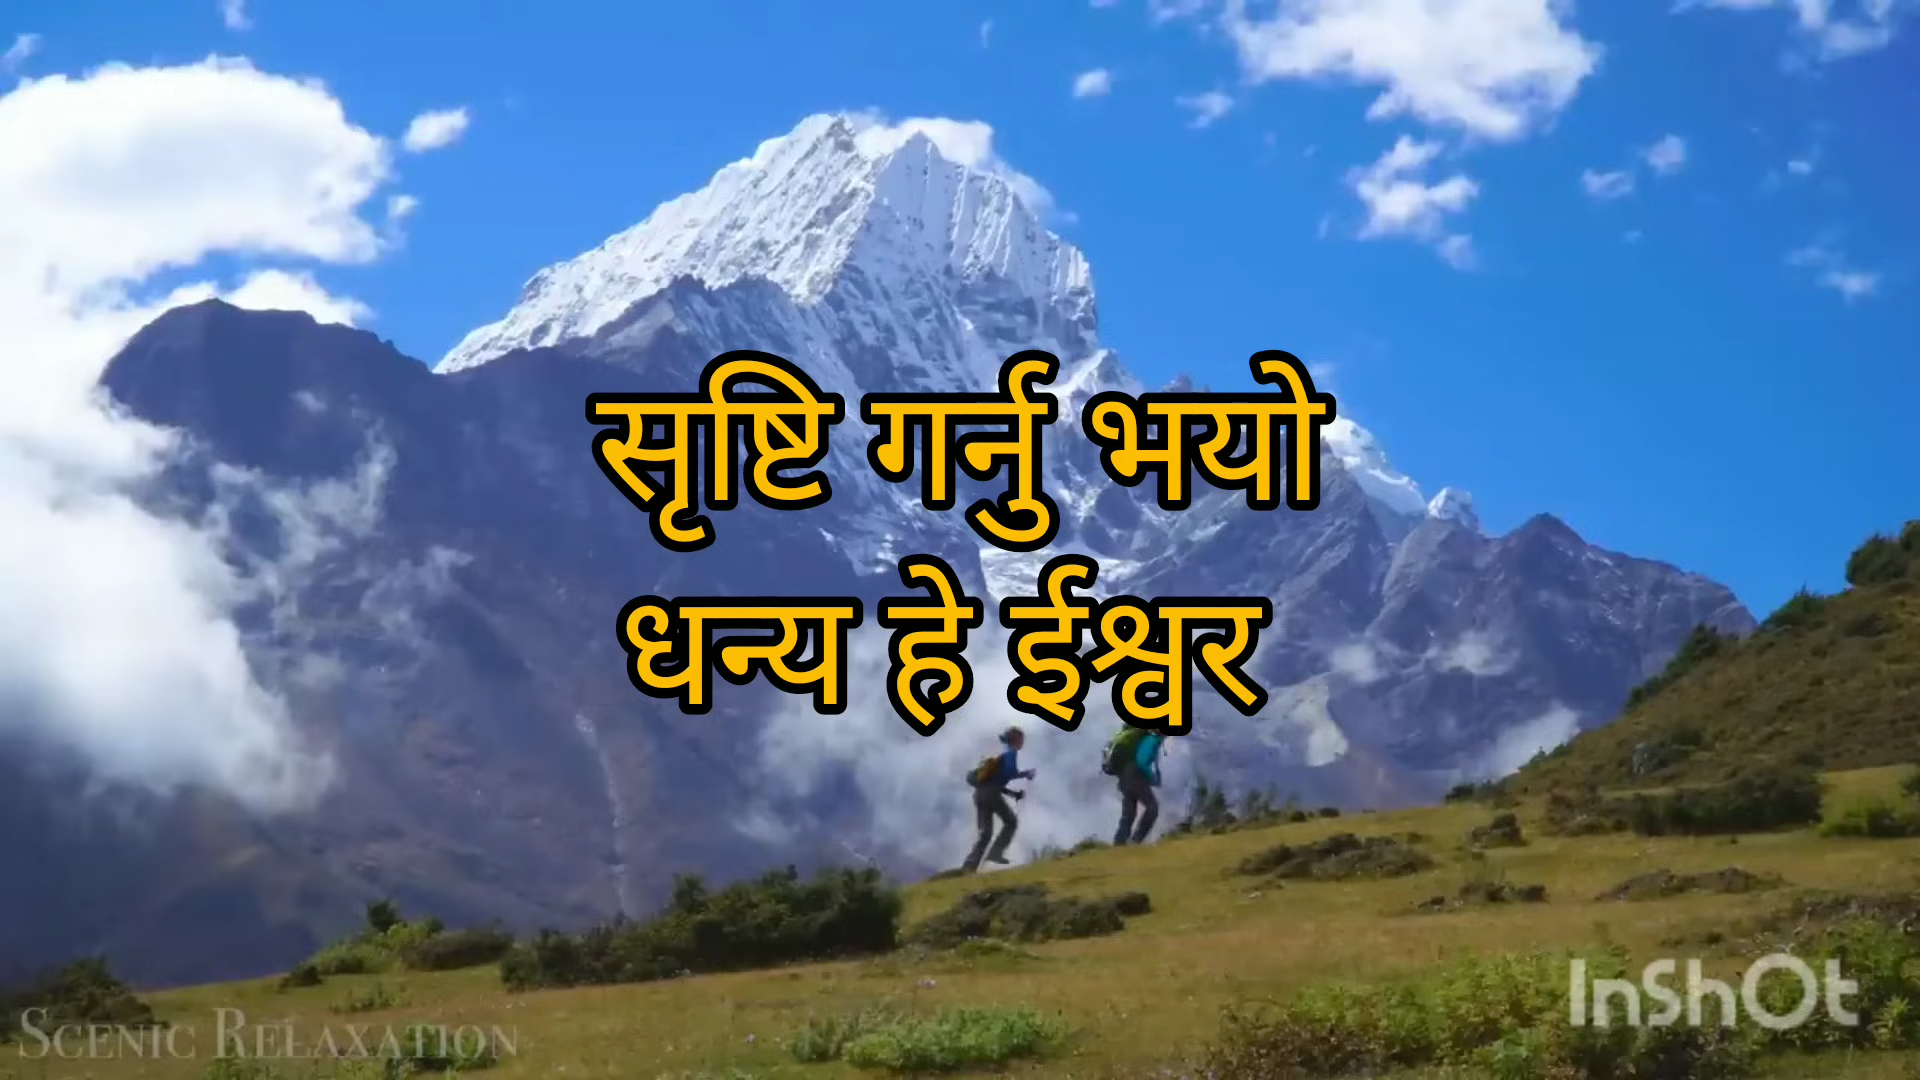 सृष्टि गर्नु भयो
धन्य हे ईश्वर
SCENIC RELAXATION
InShOt